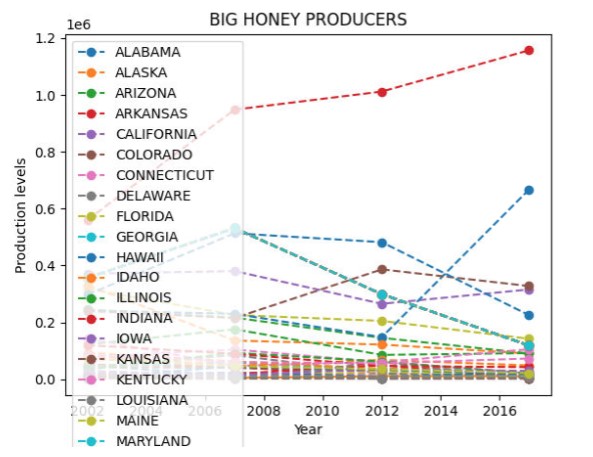 BIG HONEY PRODUCERS
1e6
1.2
1.0
0.8
0.6
0.4
0.2
0.0
Production levels
ALABAMA
ALASKA
ARIZONA
ARKANSAS
CALIFORNIA
COLORADO
CONNECTICUT
DELAWARE
FLORIDA
GEORGIA
HAWAII
IDAHO
ILLINOIS
INDIANA
IOWA
KANSAS
KENTUCKY
LOUISIANA
MAINE
MARYLAND
2002 2004 2006 2008 2010 2012 2014 2016
Year